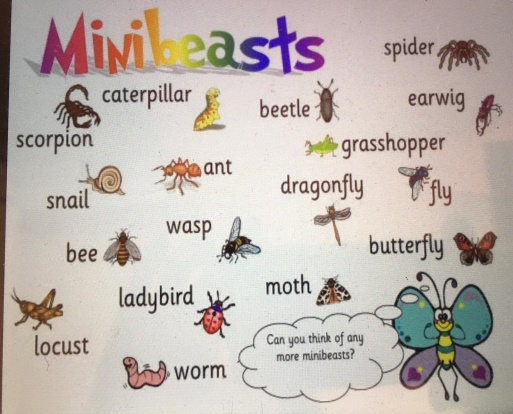 Minibeasts
spider
caterpillar
beetle
earwig
scorpion
grasshopper
ant
snail
dragonfly
fly
wasp
bee
butterfly
ladybird
moth
locust
Can you think of any
more minibeasts?
worm